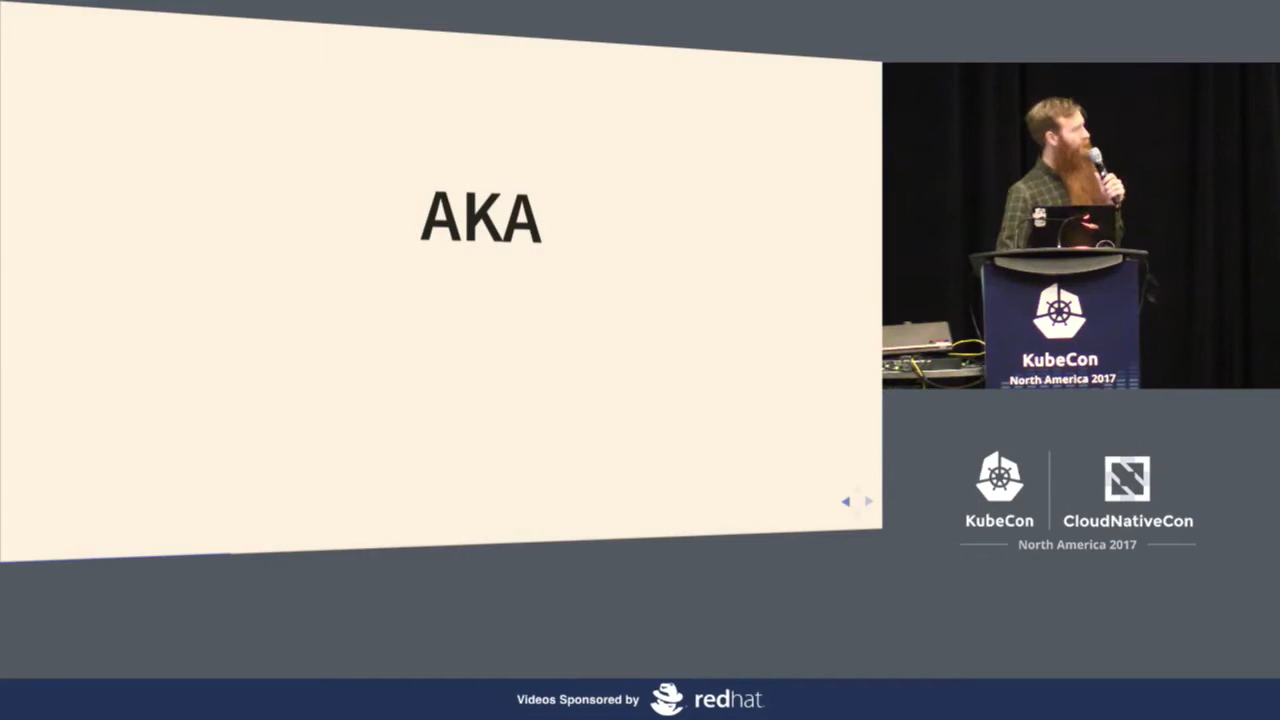 AKA
KubeCon
North America 2017
KubeCon
CloudNativeCon
North America 2017
Videos Sponsored by
redhat